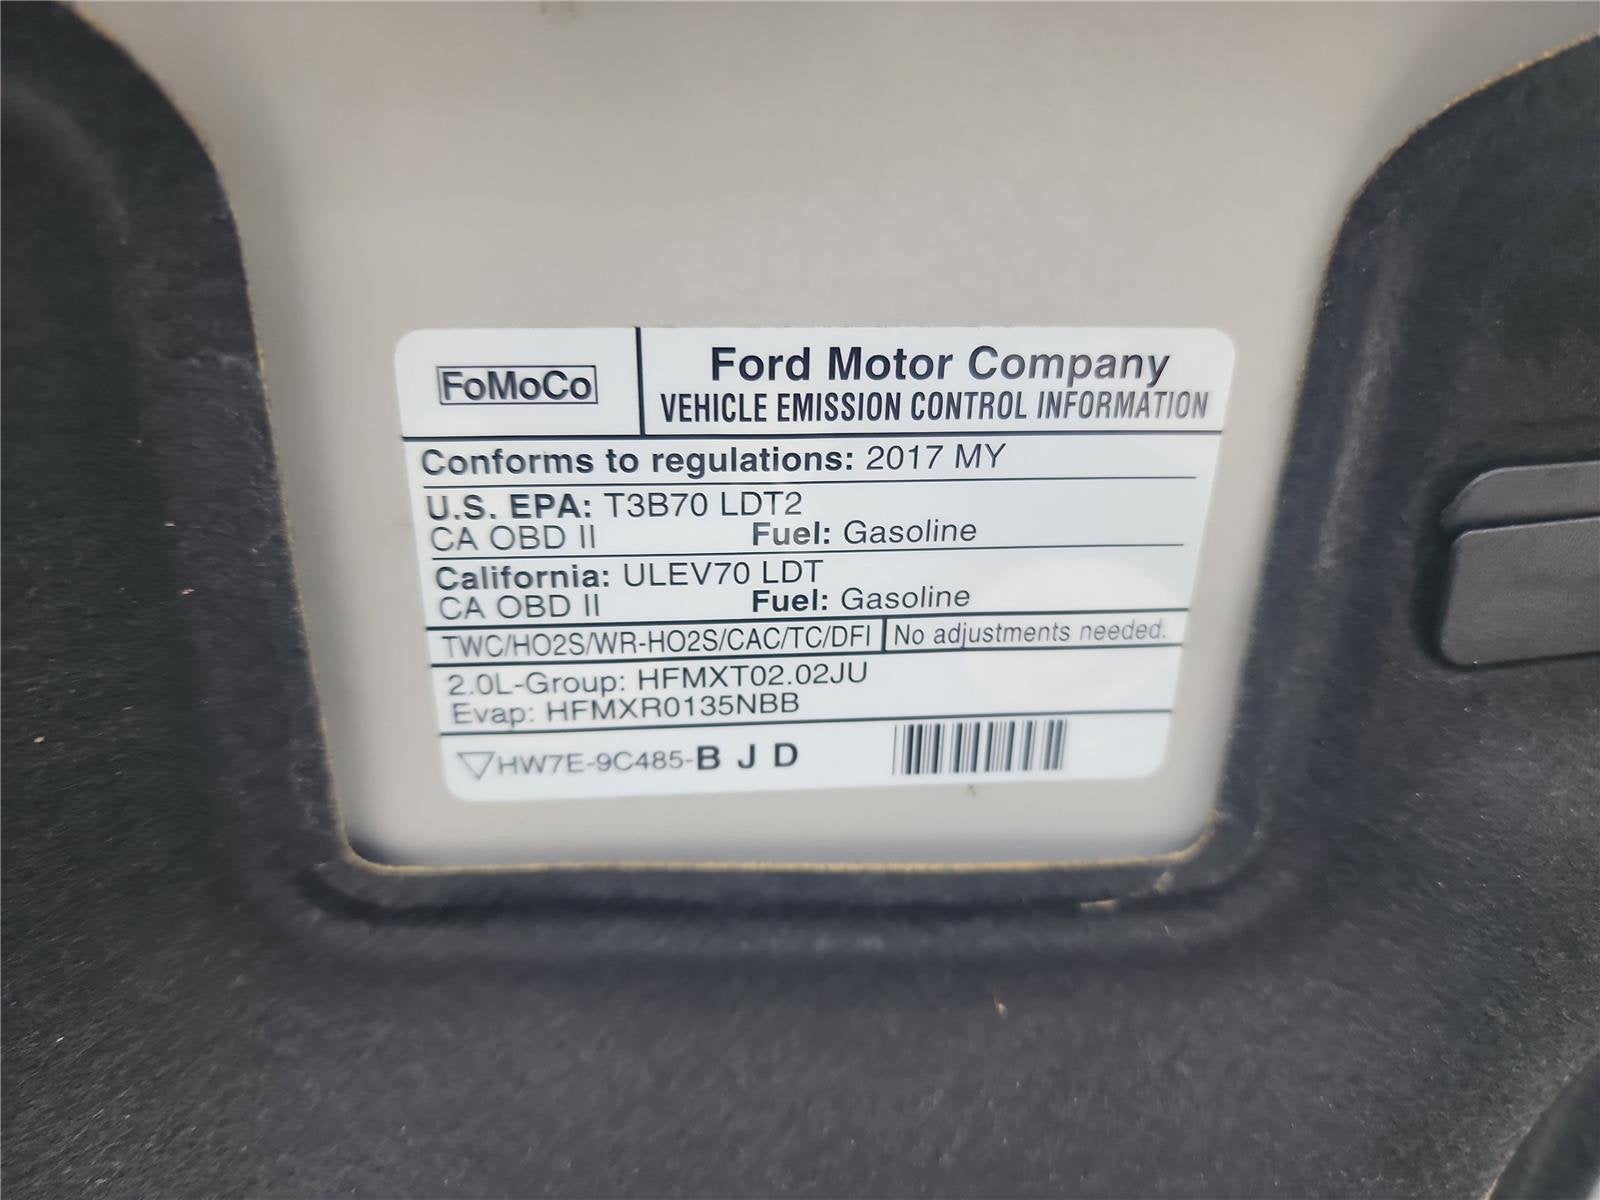 FoMoCo
Ford Motor Company
VEHICLE EMISSION CONTROL INFORMATION
Conforms to regulations: 2017 MY
U.S. EPA: T3B70 LDT2
CA OBD II Fuel: Gasoline
California: ULEV70 LDT
CA OBD II Fuel: Gasoline
TWC/HO2S/WR-HO2S/CAC/TC/DFI No adjustments needed.
2.0L-Group: HFMXT02.02JU
Evap: HFMXR0135NBB
HW7E-9C485-B J D